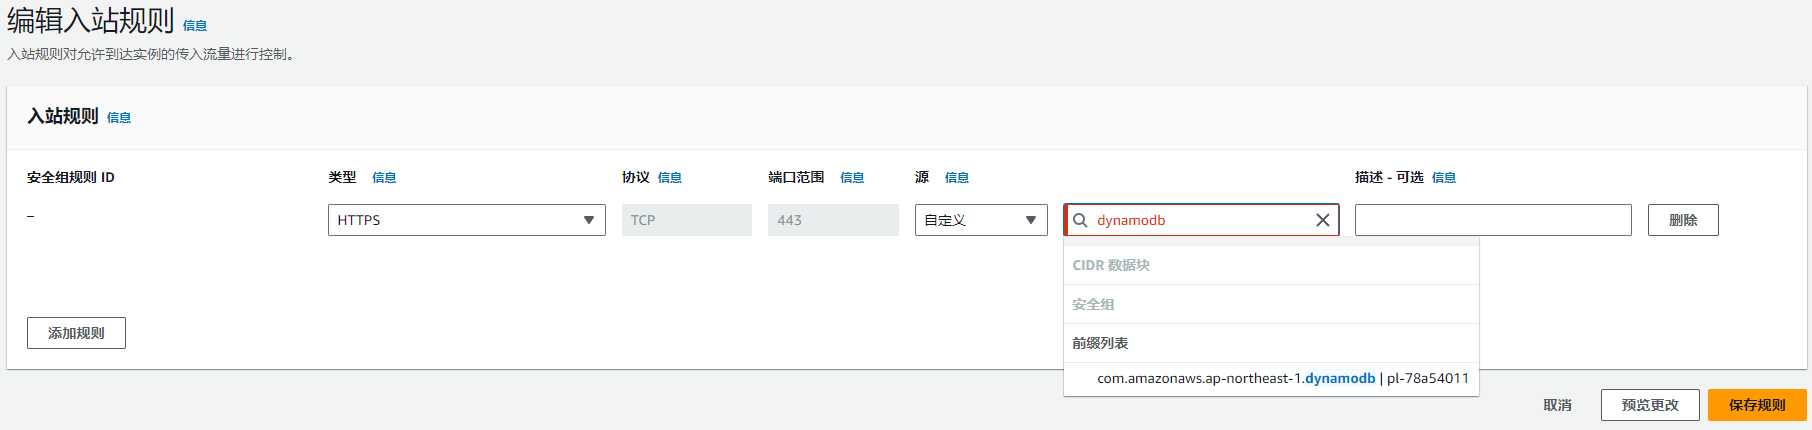 编辑入站规则 信息
入站规则对允许到达实例的传入流量进行控制。
入站规则 信息
安全组规则 ID 类型 信息 协议 信息 端口范围 信息 源 信息 描述 - 可选 信息
– HTTPS TCP 443 自定义 dynamodb 删除
CIDR 数据块
安全组
前缀列表
com.amazonaws.ap-northeast-1.dynamodb | pl-78a54011
添加规则
取消 预览更改 保存规则